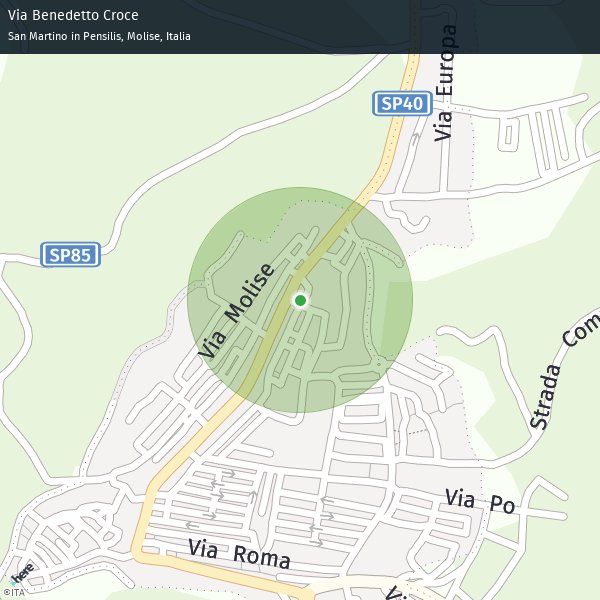 Via Benedetto Croce
San Martino in Pensilis, Molise, Italia
Via Europa
SP40
SP85
Via Molise
Strada Com
Via Po
Via Roma
Vi
here
©ITA